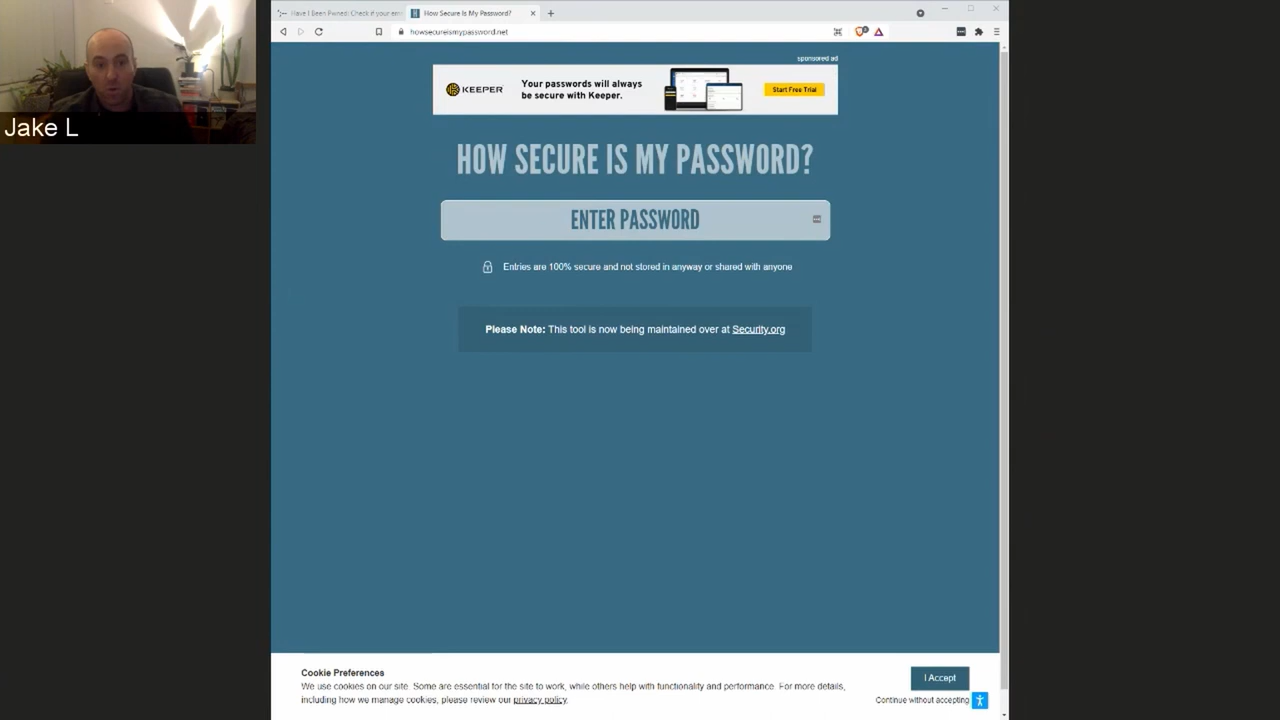 Have I Been Pwned: Check if your em
How Secure Is My Password?
howsecureismypassword.net
Jake L
sponsored ad
KEEPER
Your passwords will always
be secure with Keeper.
Start Free Trial
HOW SECURE IS MY PASSWORD?
ENTER PASSWORD
Entries are 100% secure and not stored in anyway or shared with anyone
Please Note: This tool is now being maintained over at Security.org
Cookie Preferences
We use cookies on our site. Some are essential for the site to work, while others help with functionality and performance. For more details,
including how we manage cookies, please review our privacy policy.
I Accept
Continue without accepting